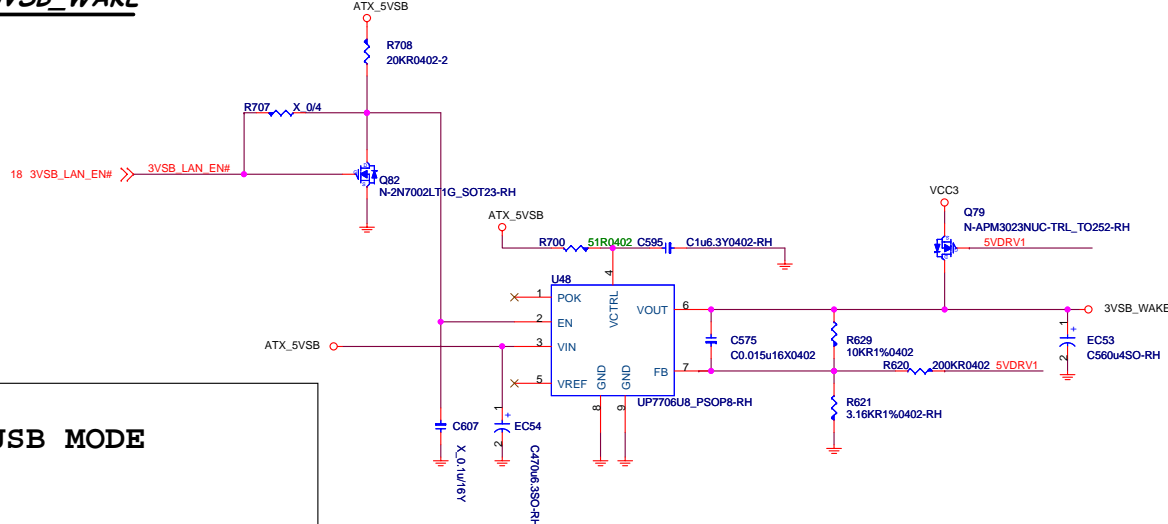 3VSB_WAKE
ATX_5VSB
R708
20KR0402-2
R707 X_0/4
18 3VSB_LAN_EN# 3VSB_LAN_EN#
Q82
N-2N7002LT1G_SOT23-RH
ATX_5VSB
R700 51R0402 C595 C1u6.3Y0402-RH
VCC3
Q79
N-APM3023NUC-TRL_TO252-RH
5VDRV1
U48
4
1 POK
VCTRL
VOUT 6
2 EN
ATX_5VSB
3 VIN
5 VREF
GND
GND
FB 7
8
9
UP7706U8_PSOP8-RH
C575
C0.015u16X0402
R629
10KR1%0402
R620 200KR0402 5VDRV1
R621
3.16KR1%0402-RH
3VSB_WAKE
1
+
EC53
2
C560u4SO-RH
C607
X_0.1u/16Y
1
+
EC54
2
C470u6.3SO-RH
USB MODE